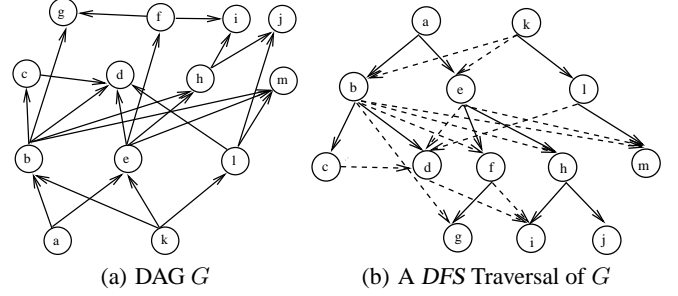 g f i j
c d h m
b e l
a k
a k
b e l
c d f h m
g i j
(a) DAG G
(b) A DFS Traversal of G